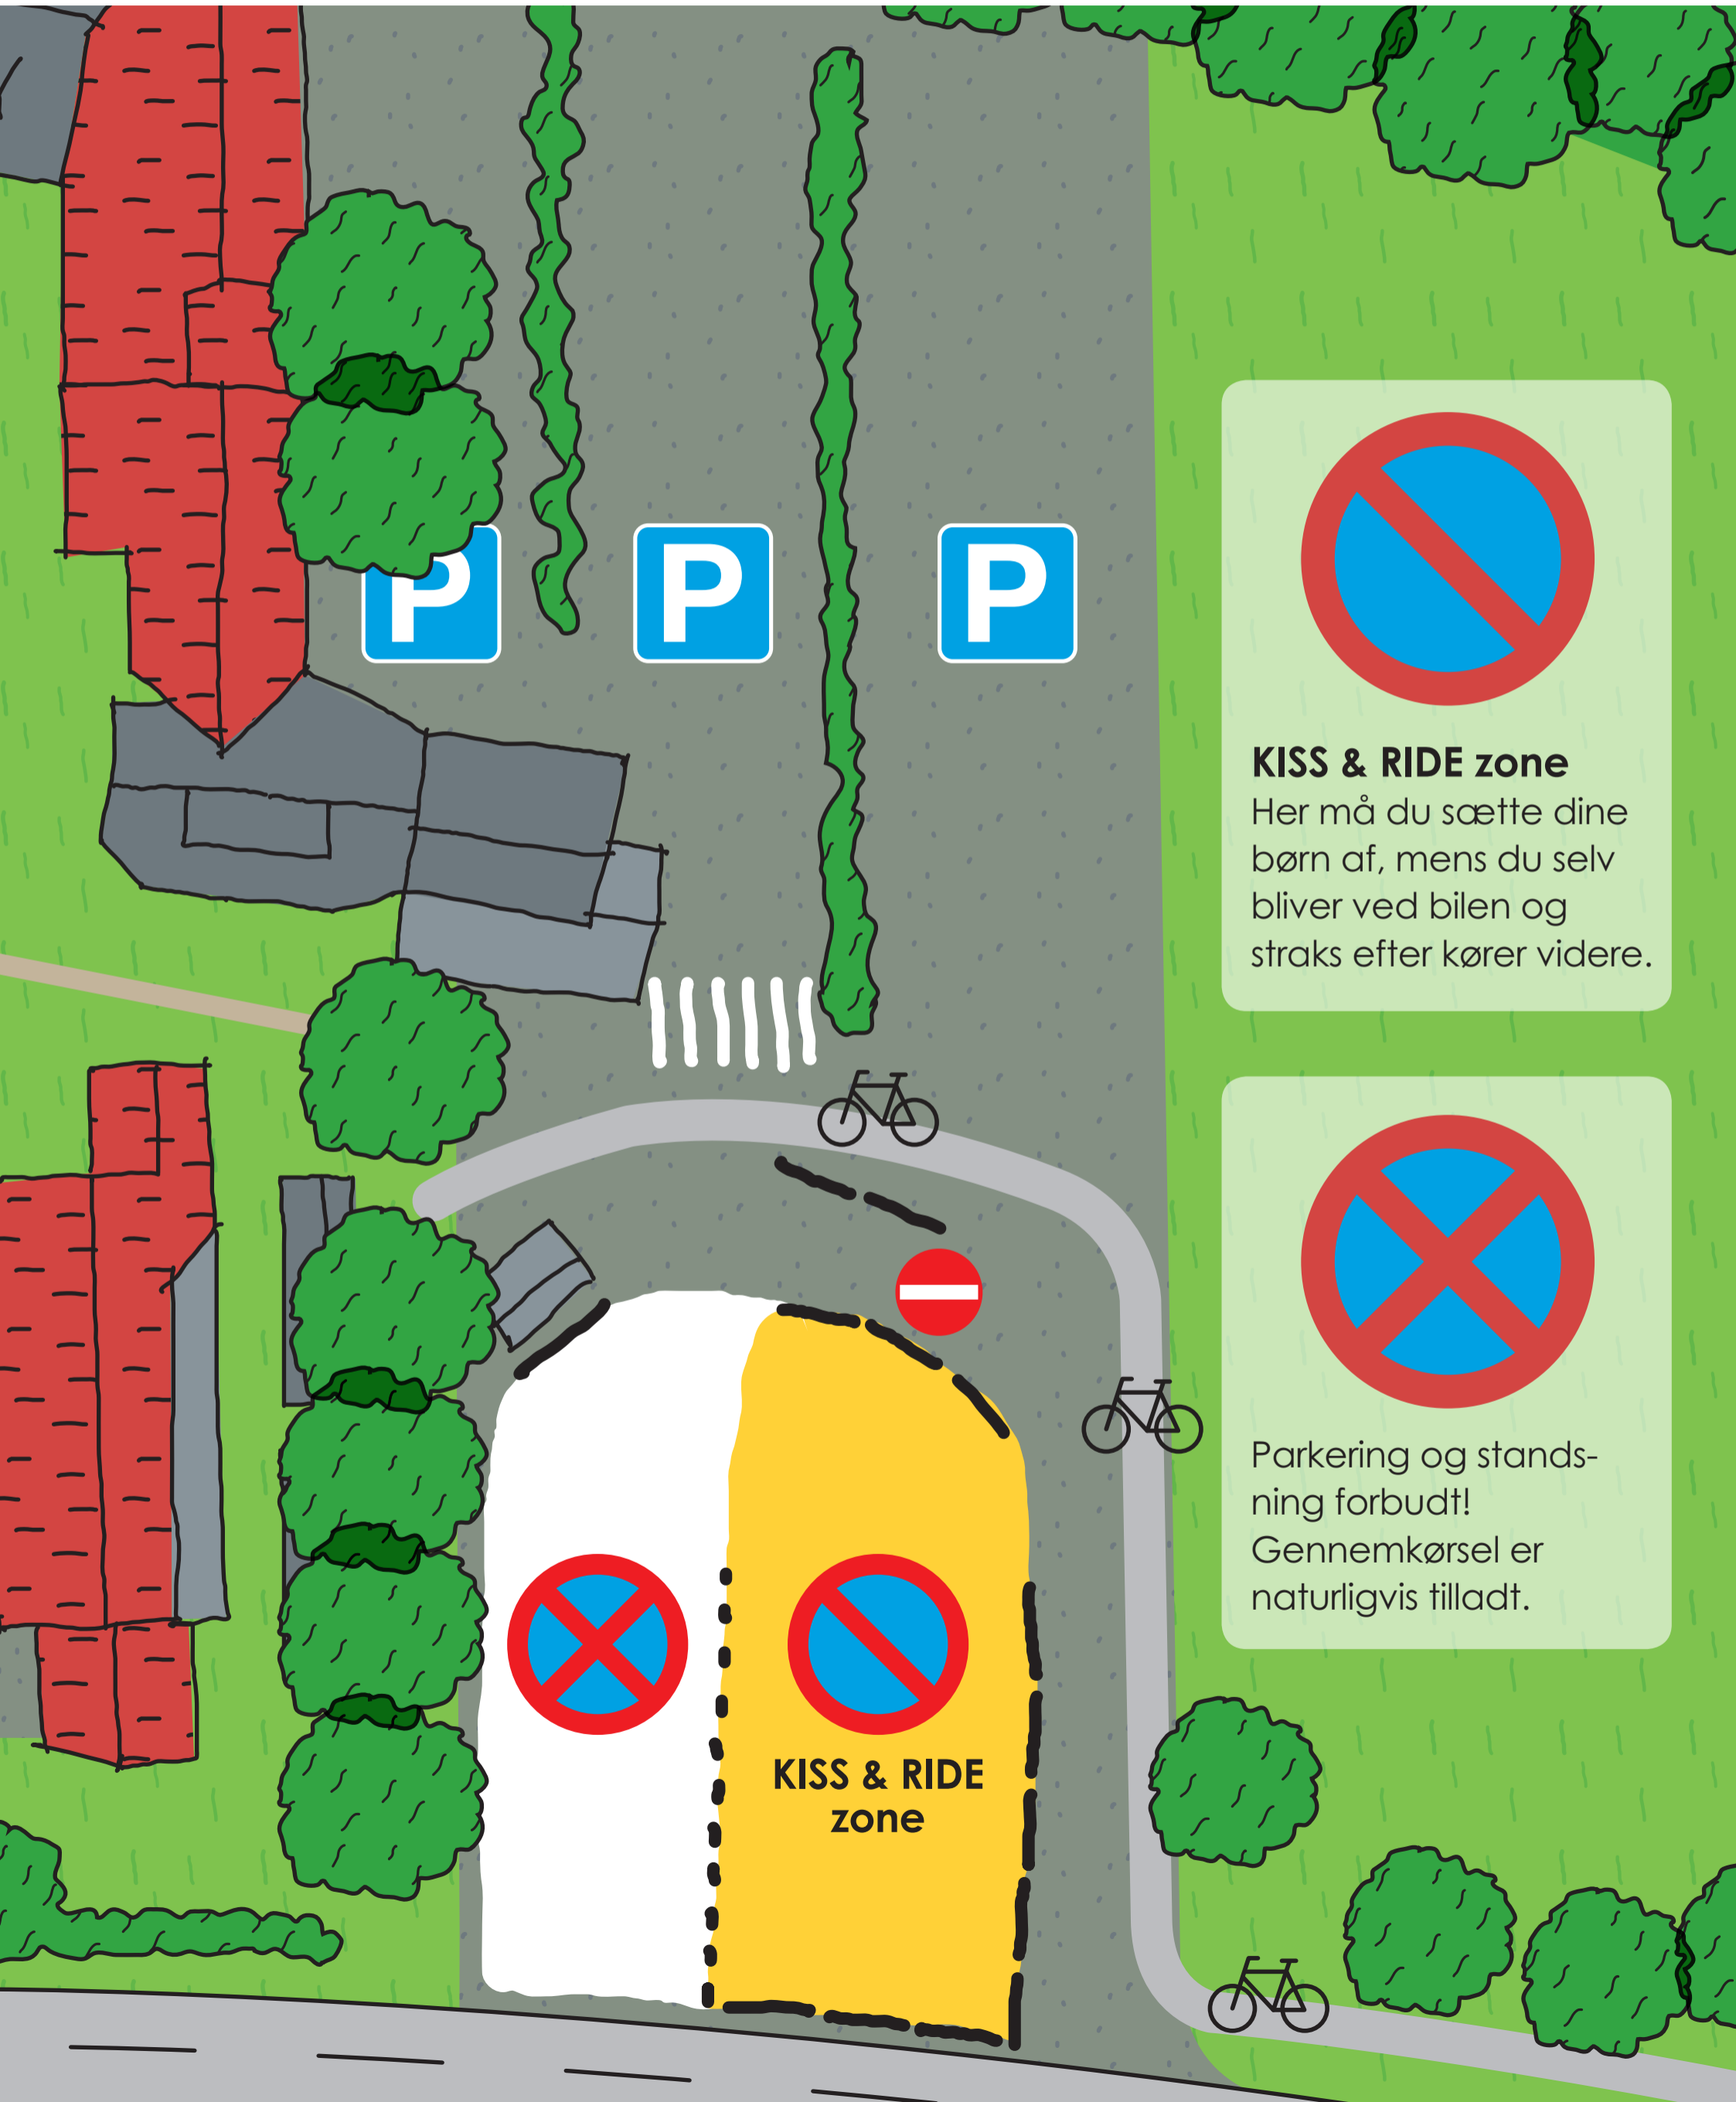 P
P
P
KISS & RIDE zone
Her må du sætte dine
børn af, mens du selv
bliver ved bilen og
straks efter kører videre.
Parkering og stands-
ning forbudt!
Gennemkørsel er
naturligvis tilladt.
KISS & RIDE
zone